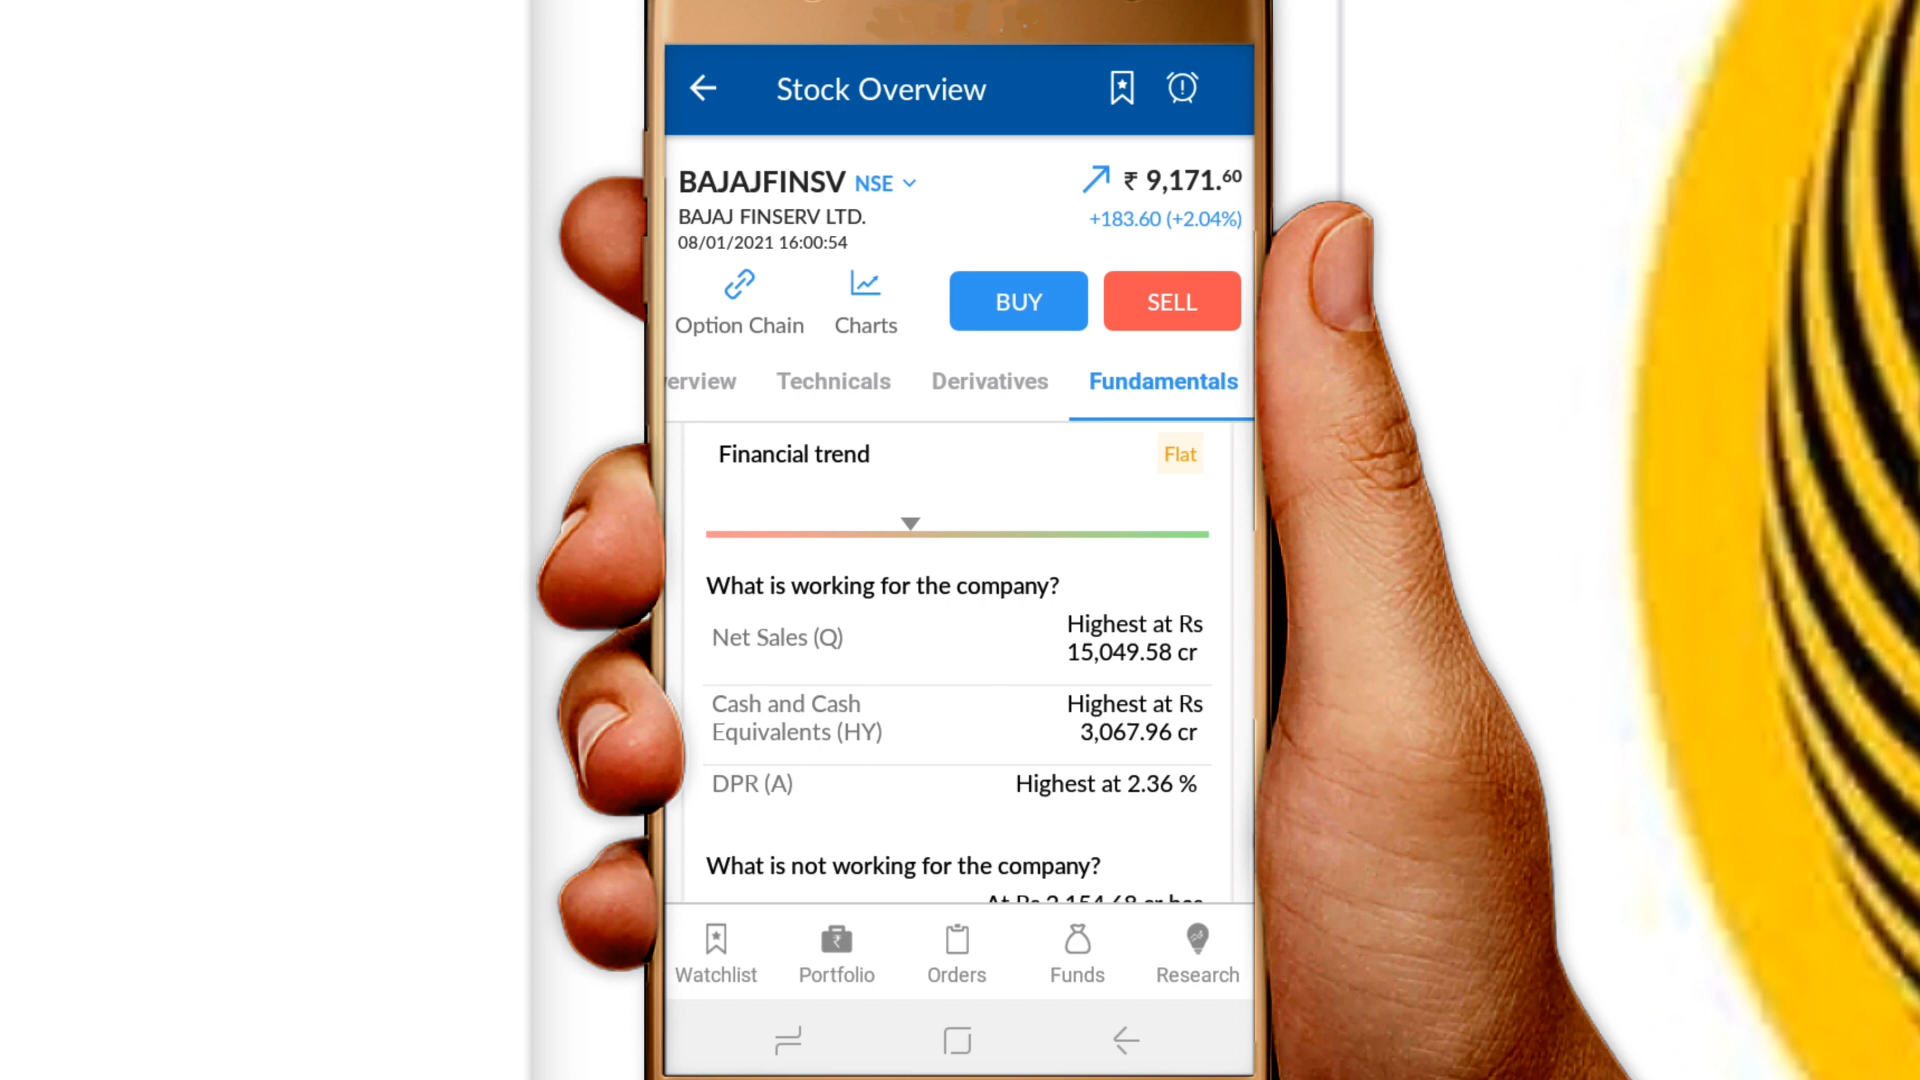 Stock Overview
BAJAJFINSV NSE
₹ 9,171.60
BAJAJ FINSERV LTD.
+183.60 (+2.04%)
08/01/2021 16:00:54
Option Chain
Charts
BUY
SELL
erview
Technicals
Derivatives
Fundamentals
Financial trend
Flat
What is working for the company?
Net Sales (Q)
Highest at Rs
15,049.58 cr
Cash and Cash
Equivalents (HY)
Highest at Rs
3,067.96 cr
DPR (A)
Highest at 2.36 %
What is not working for the company?
Watchlist
Portfolio
Orders
Funds
Research